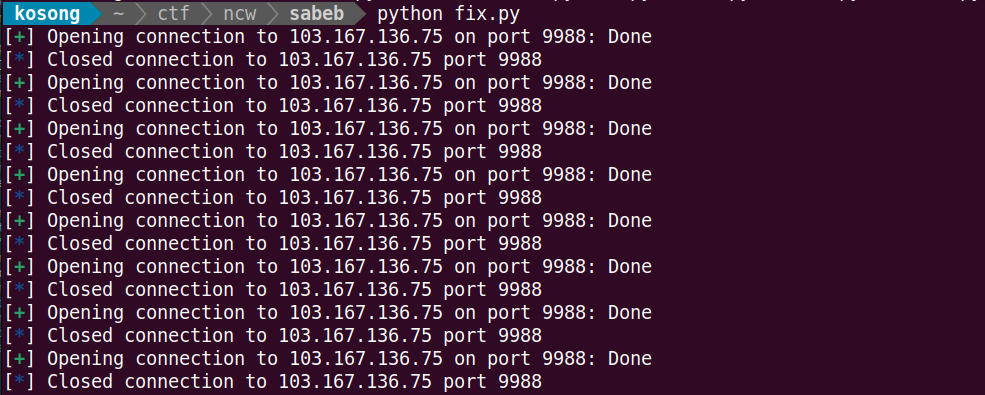 kosong ~ ctf ncw sabeb python fix.py
[+] Opening connection to 103.167.136.75 on port 9988: Done
[*] Closed connection to 103.167.136.75 port 9988
[+] Opening connection to 103.167.136.75 on port 9988: Done
[*] Closed connection to 103.167.136.75 port 9988
[+] Opening connection to 103.167.136.75 on port 9988: Done
[*] Closed connection to 103.167.136.75 port 9988
[+] Opening connection to 103.167.136.75 on port 9988: Done
[*] Closed connection to 103.167.136.75 port 9988
[+] Opening connection to 103.167.136.75 on port 9988: Done
[*] Closed connection to 103.167.136.75 port 9988
[+] Opening connection to 103.167.136.75 on port 9988: Done
[*] Closed connection to 103.167.136.75 port 9988
[+] Opening connection to 103.167.136.75 on port 9988: Done
[*] Closed connection to 103.167.136.75 port 9988
[+] Opening connection to 103.167.136.75 on port 9988: Done
[*] Closed connection to 103.167.136.75 port 9988